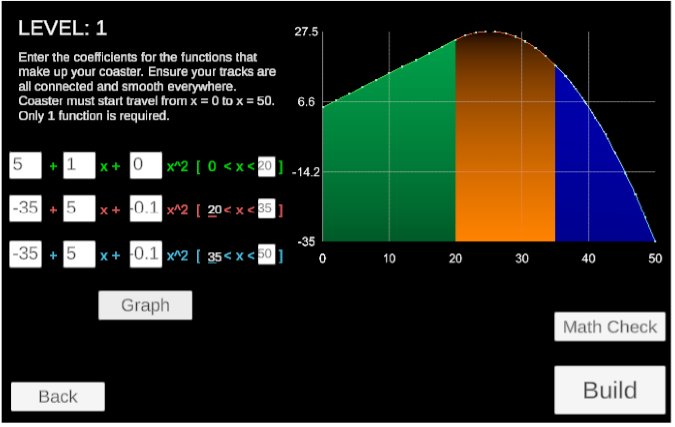 LEVEL: 1
Enter the coefficients for the functions that
make up your coaster. Ensure your tracks are
all connected and smooth everywhere.
Coaster must start travel from x = 0 to x = 50.
Only 1 function is required.
5 + 1 x + 0 x^2 [ 0 < x < 20 ]
-35 + 5 x + -0.1 x^2 [ 20 < x < 35 ]
-35 + 5 x + -0.1 x^2 [ 35 < x < 50 ]
Graph
Back
27.5
6.6
-14.2
-35
0 10 20 30 40 50
Math Check
Build